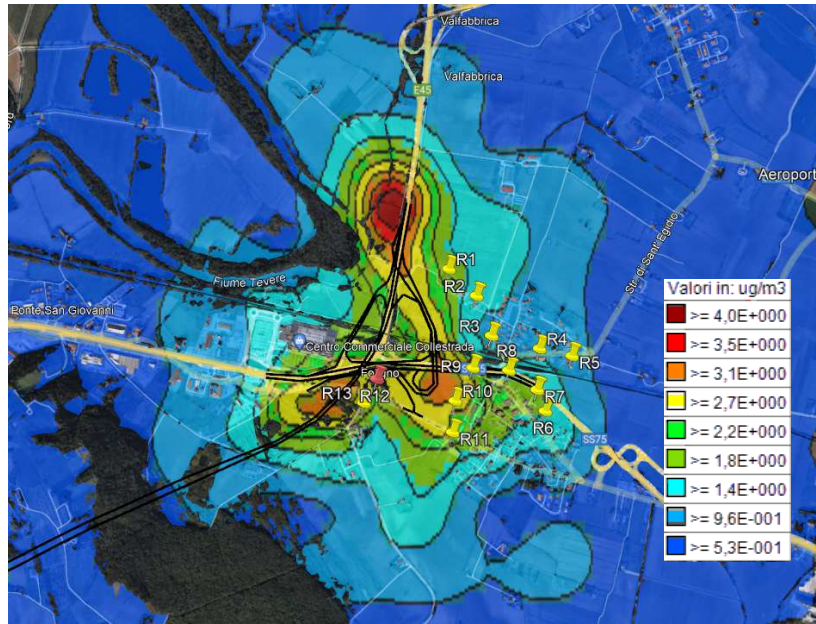 Valfabbrica
Valfabbrica
E45
Aeroport
Str. di Sant' Egidio
R1
R2
Fiume Tevere
Valori in: ug/m3
>= 4,0E+000
>= 3,5E+000
>= 3,1E+000
>= 2,7E+000
>= 2,2E+000
>= 1,8E+000
>= 1,4E+000
>= 9,6E-001
>= 5,3E-001
Ponte San Giovanni
R3
R4
Centro Commerciale Collestrada
R5
R8
R9
R13
R12
R10
R7
R6
R11
SS75